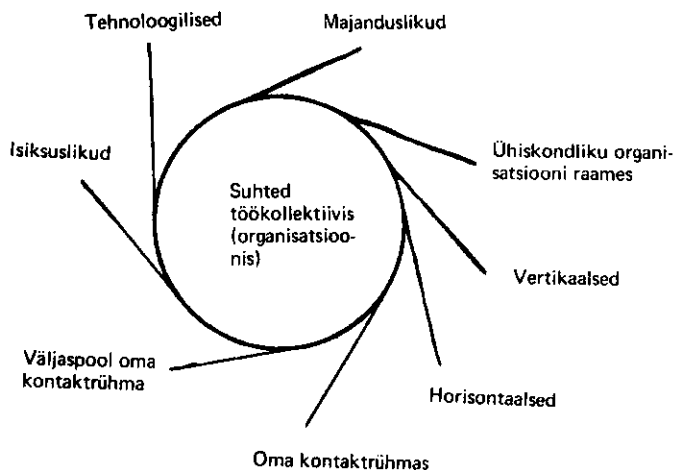 Tehnoloogilised
Majanduslikud
Isiksuslikud
Ühiskondliku organi-
satsiooni raames
Suhted
töökollektiivis
(organisatsioo-
nis)
Vertikaalsed
Väljaspool oma
kontaktrühma
Horisontaalsed
Oma kontaktrühmas